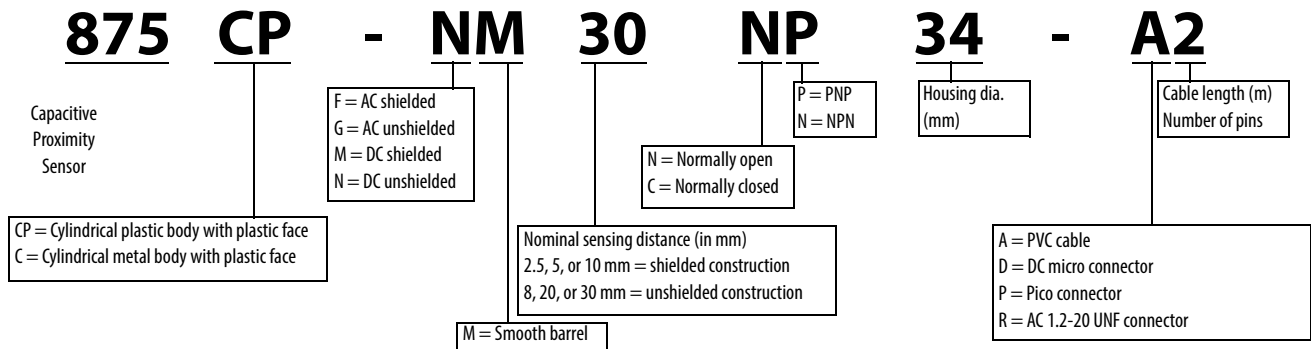 875 CP - NM 30 NP 34 - A2
Capacitive
Proximity
Sensor
CP = Cylindrical plastic body with plastic face
C = Cylindrical metal body with plastic face
F = AC shielded
G = AC unshielded
M = DC shielded
N = DC unshielded
M = Smooth barrel
Nominal sensing distance (in mm)
2.5, 5, or 10 mm = shielded construction
8, 20, or 30 mm = unshielded construction
N = Normally open
C = Normally closed
P = PNP
N = NPN
Housing dia.
(mm)
Cable length (m)
Number of pins
A = PVC cable
D = DC micro connector
P = Pico connector
R = AC 1.2-20 UNF connector